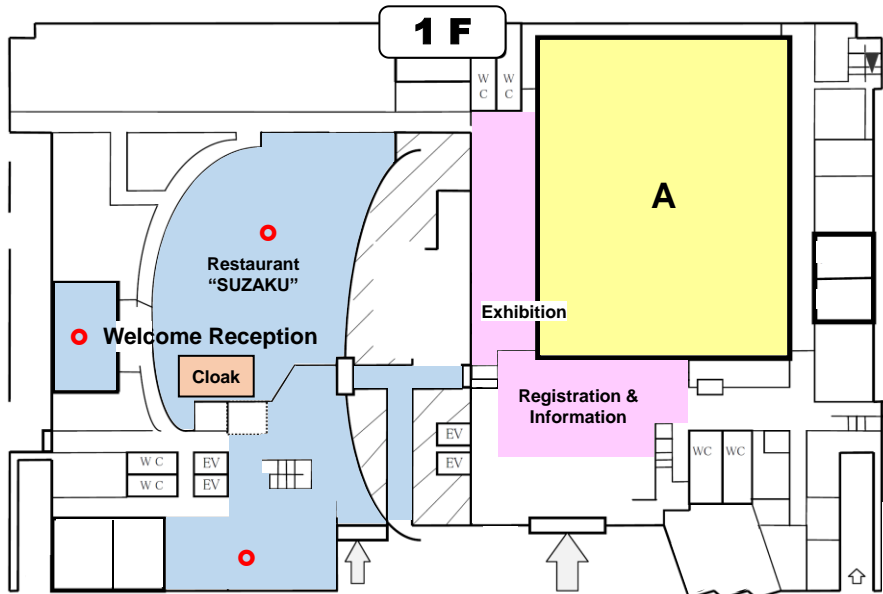 1 F
W
C
W
C
A
Restaurant
“SUZAKU”
Exhibition
Welcome Reception
Cloak
Registration &
Information
EV
EV
W C
W C
EV
EV
WC
WC